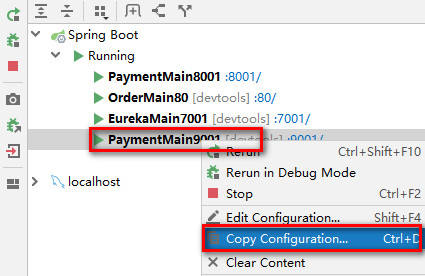 Spring Boot
Running
PaymentMain8001 :8001/
OrderMain80 [devtools] :80/
EurekaMain7001 [devtools] :7001/
PaymentMain9001 [devtools] :9001/
localhost
Rerun Ctrl+Shift+F10
Rerun in Debug Mode
Stop Ctrl+F2
Edit Configuration... Shift+F4
Copy Configuration... Ctrl+D
Clear Content